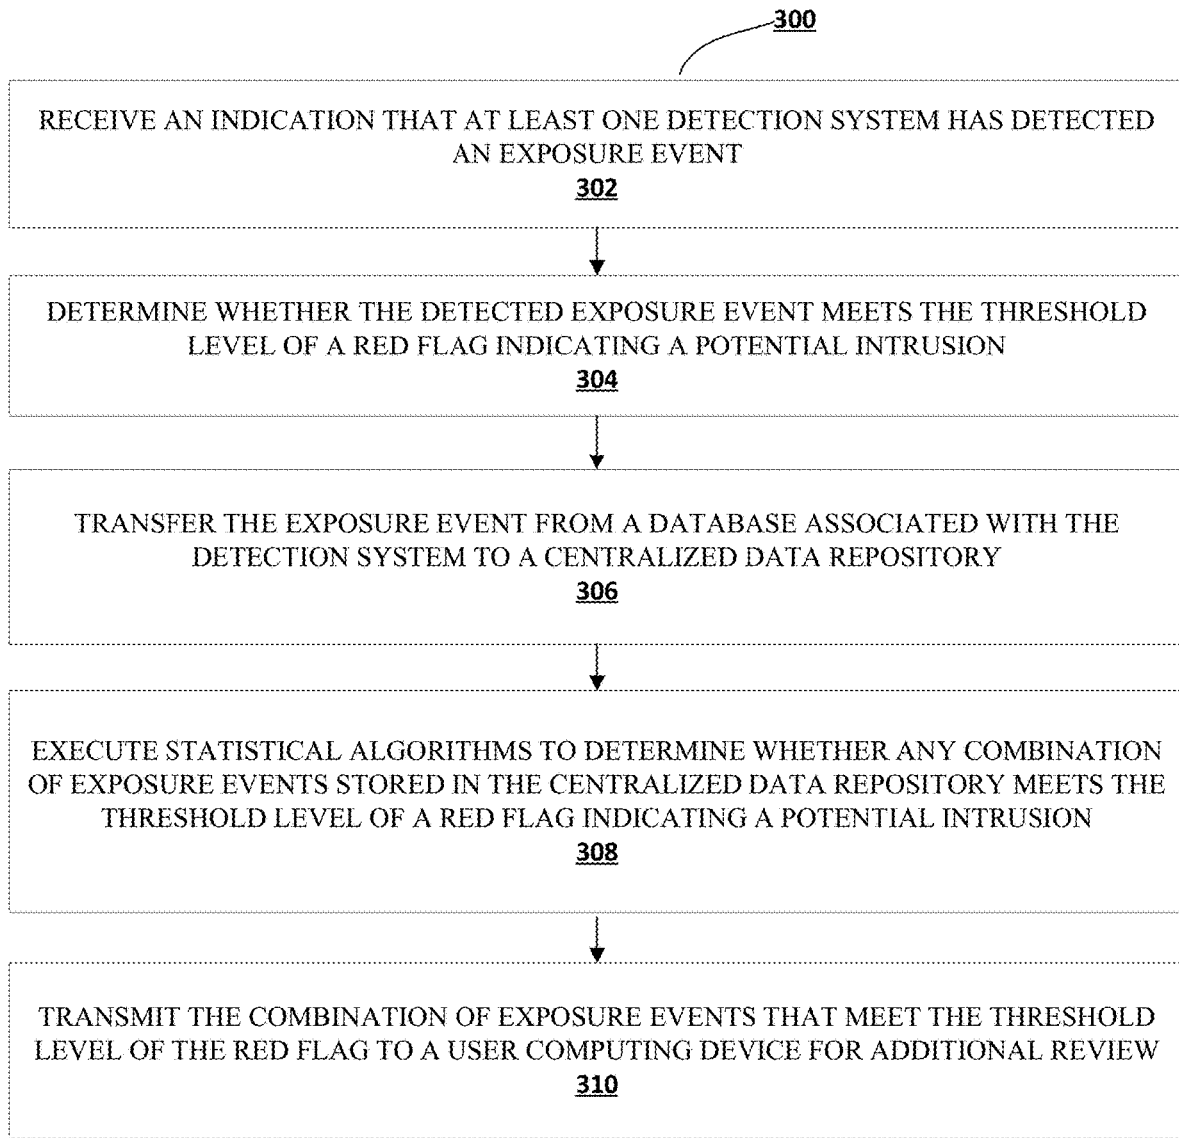 300
RECEIVE AN INDICATION THAT AT LEAST ONE DETECTION SYSTEM HAS DETECTED
AN EXPOSURE EVENT
302
DETERMINE WHETHER THE DETECTED EXPOSURE EVENT MEETS THE THRESHOLD
LEVEL OF A RED FLAG INDICATING A POTENTIAL INTRUSION
304
TRANSFER THE EXPOSURE EVENT FROM A DATABASE ASSOCIATED WITH THE
DETECTION SYSTEM TO A CENTRALIZED DATA REPOSITORY
306
EXECUTE STATISTICAL ALGORITHMS TO DETERMINE WHETHER ANY COMBINATION
OF EXPOSURE EVENTS STORED IN THE CENTRALIZED DATA REPOSITORY MEETS THE
THRESHOLD LEVEL OF A RED FLAG INDICATING A POTENTIAL INTRUSION
308
TRANSMIT THE COMBINATION OF EXPOSURE EVENTS THAT MEET THE THRESHOLD
LEVEL OF THE RED FLAG TO A USER COMPUTING DEVICE FOR ADDITIONAL REVIEW
310